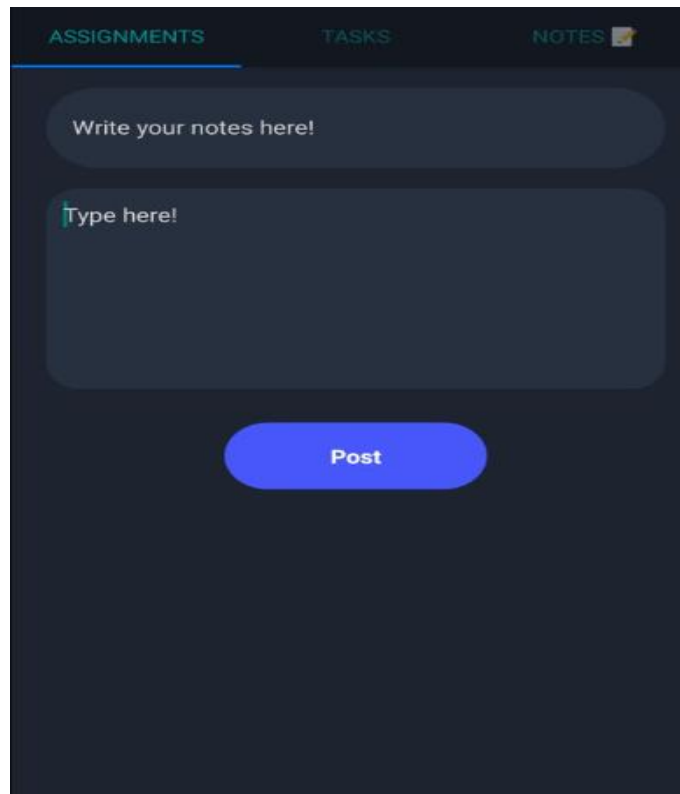 ASSIGNMENTS TASKS NOTES 📝
Write your notes here!
Type here!
Post